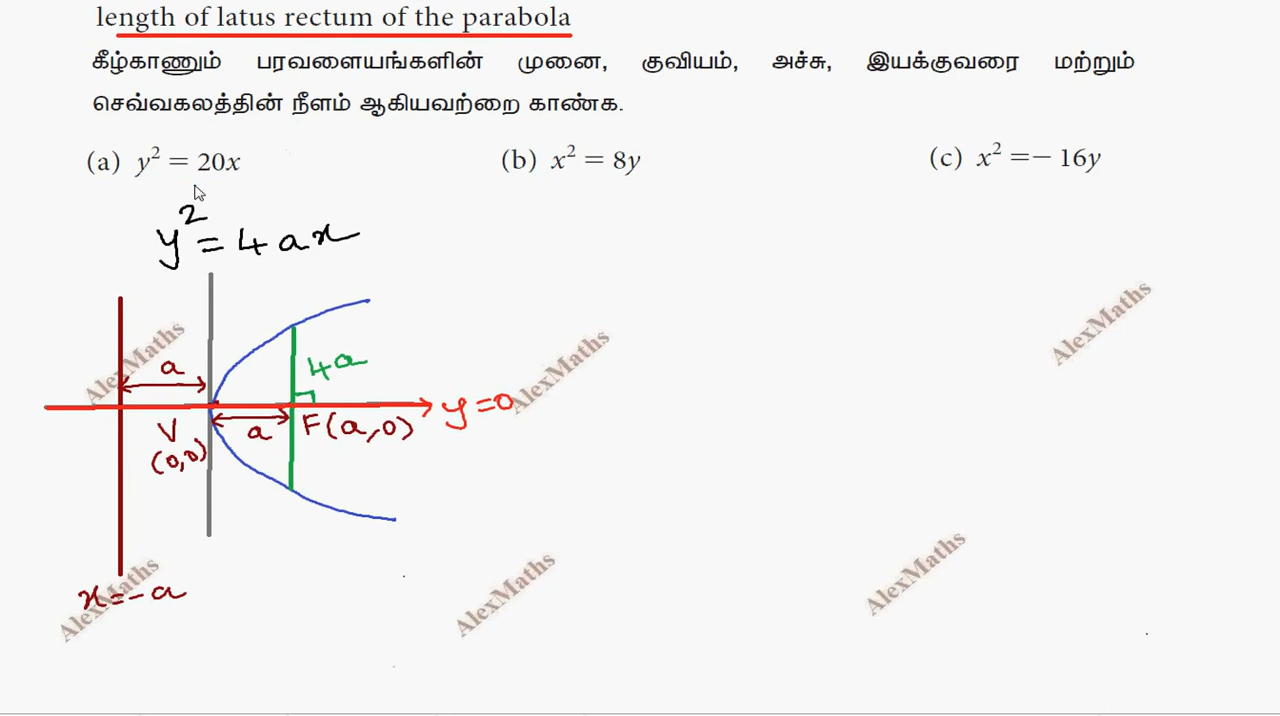 length of latus rectum of the parabola
கீழ்காணும் பரவளையங்களின் முனை, குவியம், அச்சு, இயக்குவரை மற்றும்
செவ்வகலத்தின் நீளம் ஆகியவற்றை காண்க.
(a) y² = 20x (b) x² = 8y (c) x² =− 16y
y² = 4ax
AlexMaths
AlexMaths
AlexMaths
a
4a
y=0
V
(0,0)
a
F(a,0)
x=-a
AlexMaths
AlexMaths
AlexMaths